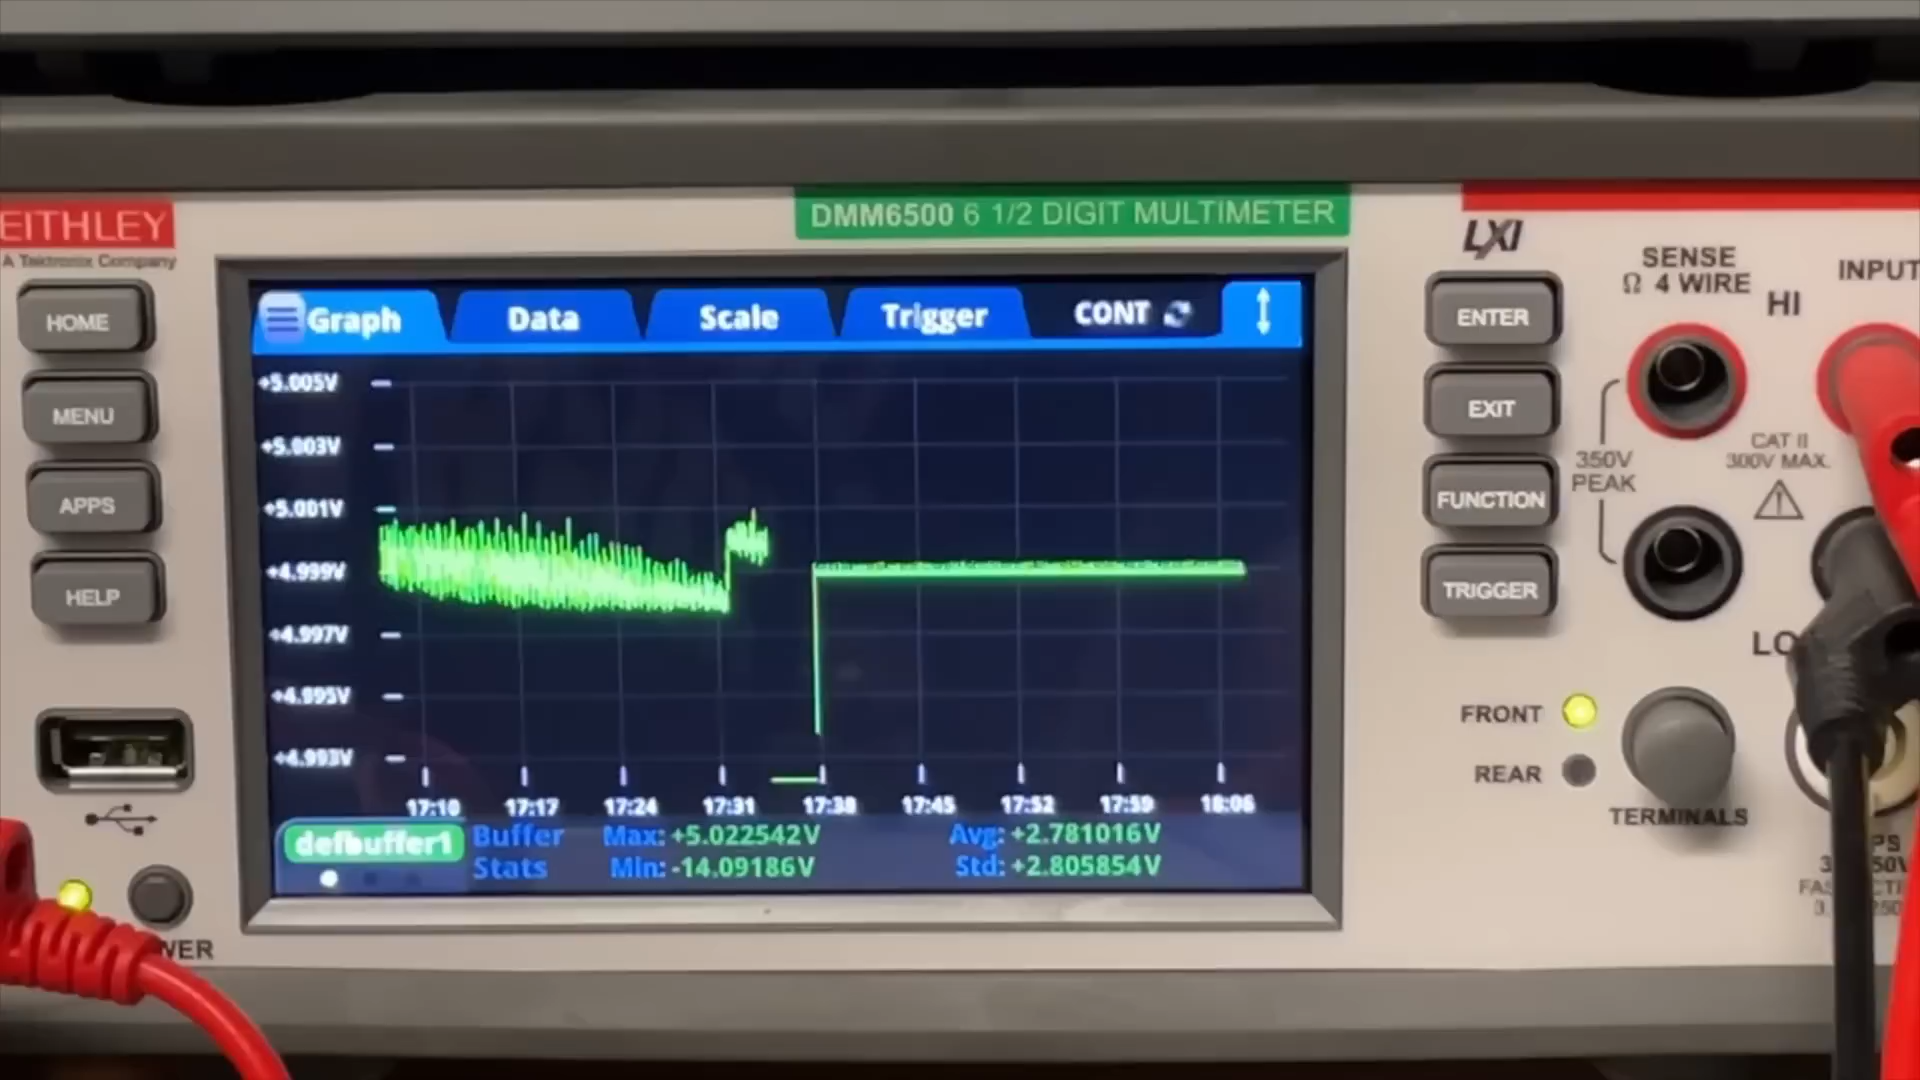 EITHLEY
A Tektronix Company
DMM6500 6 1/2 DIGIT MULTIMETER
LXI
HOME
MENU
APPS
HELP
Graph
Data
Scale
Trigger
CONT
+5.005V
+5.003V
+5.001V
+4.999V
+4.997V
+4.995V
+4.993V
17:10 17:17 17:24 17:31 17:38 17:45 17:52 17:59 18:06
defbuffer1
Buffer Stats
Max: +5.022542V
Avg: +2.781016V
Min: -14.09186V
Std: +2.805854V
ENTER
EXIT
FUNCTION
TRIGGER
SENSE
Ω 4 WIRE
INPUT
HI
350V
PEAK
CAT II
300V MAX.
LO
FRONT
REAR
TERMINALS
WER